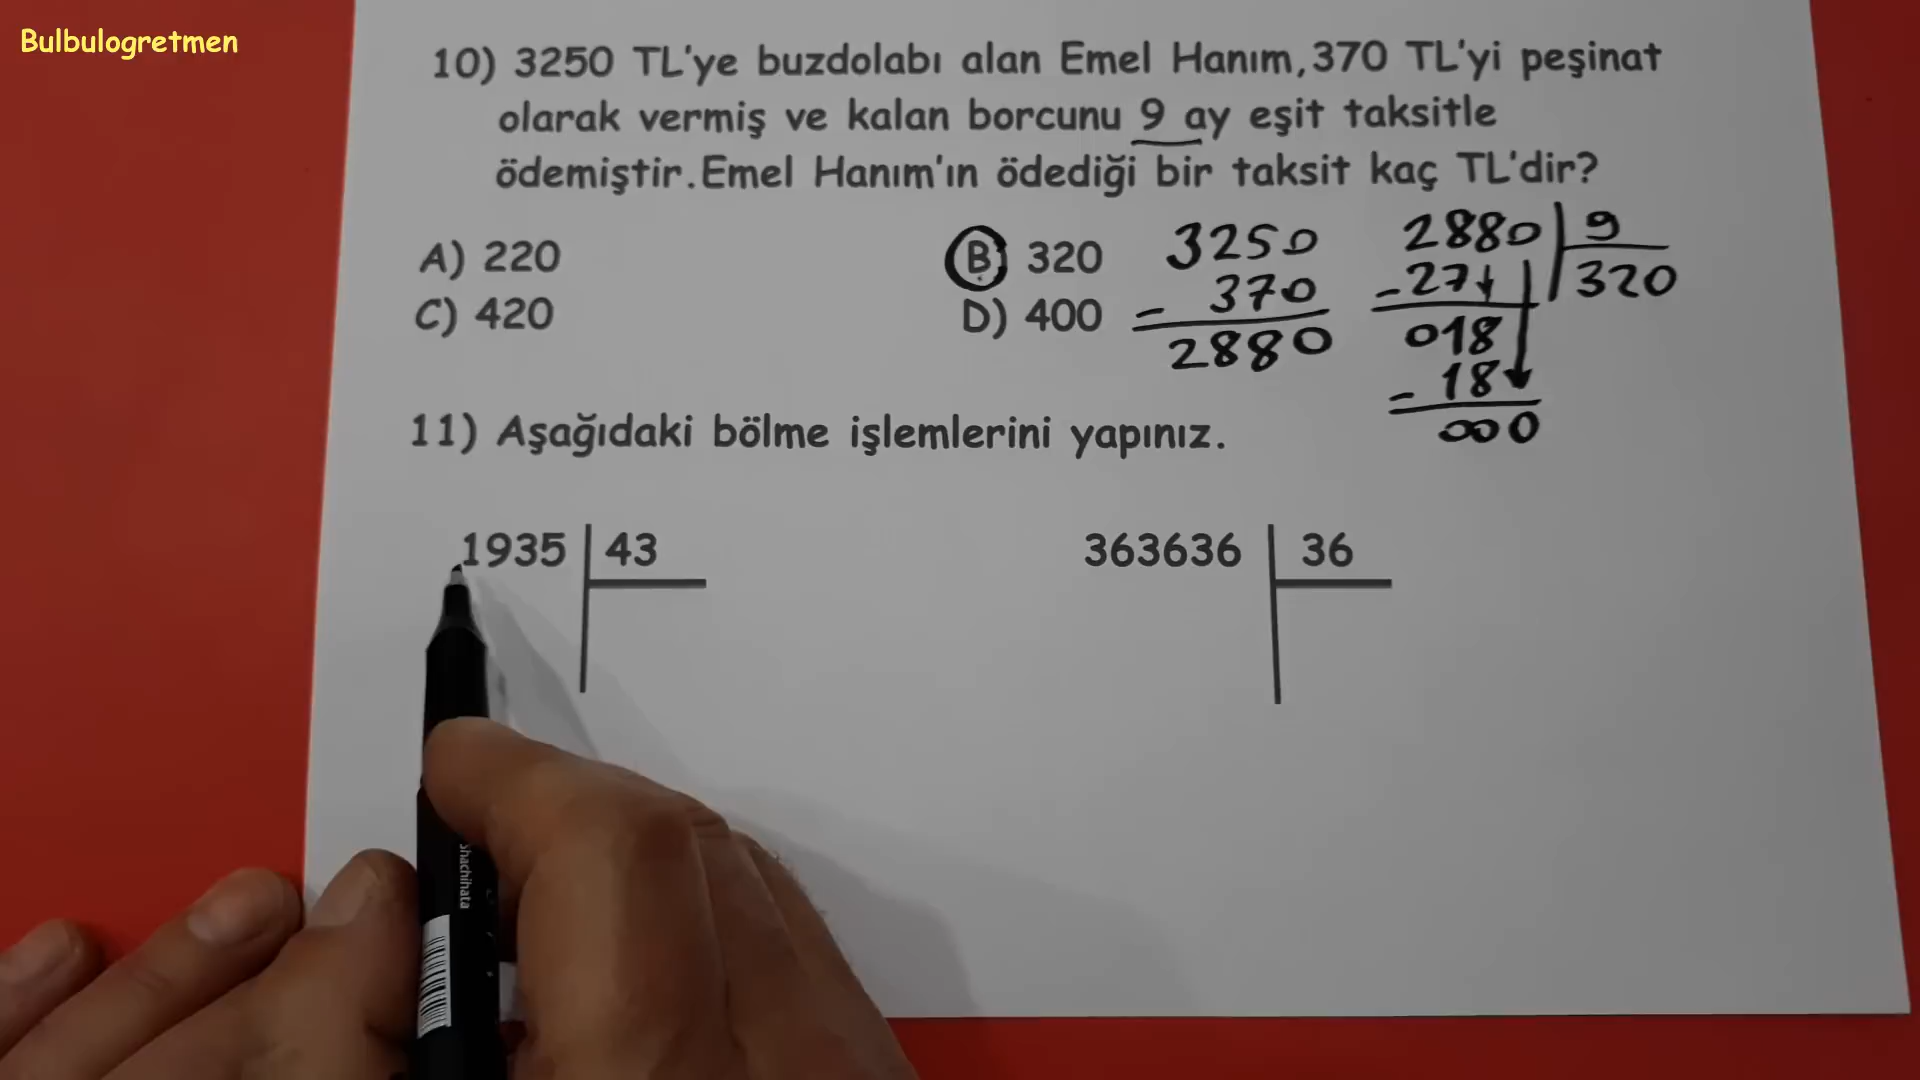 Bulbulogretmen
10) 3250 TL'ye buzdolabı alan Emel Hanım,370 TL'yi peşinat
olarak vermiş ve kalan borcunu 9 ay eşit taksitle
ödemiştir.Emel Hanım'ın ödediği bir taksit kaç TL'dir?
A) 220
B) 320
C) 420
D) 400
3250
- 370
2880
2880 9
- 27 320
018
- 18
000
11) Aşağıdaki bölme işlemlerini yapınız.
1935 43
363636 36
shachihata